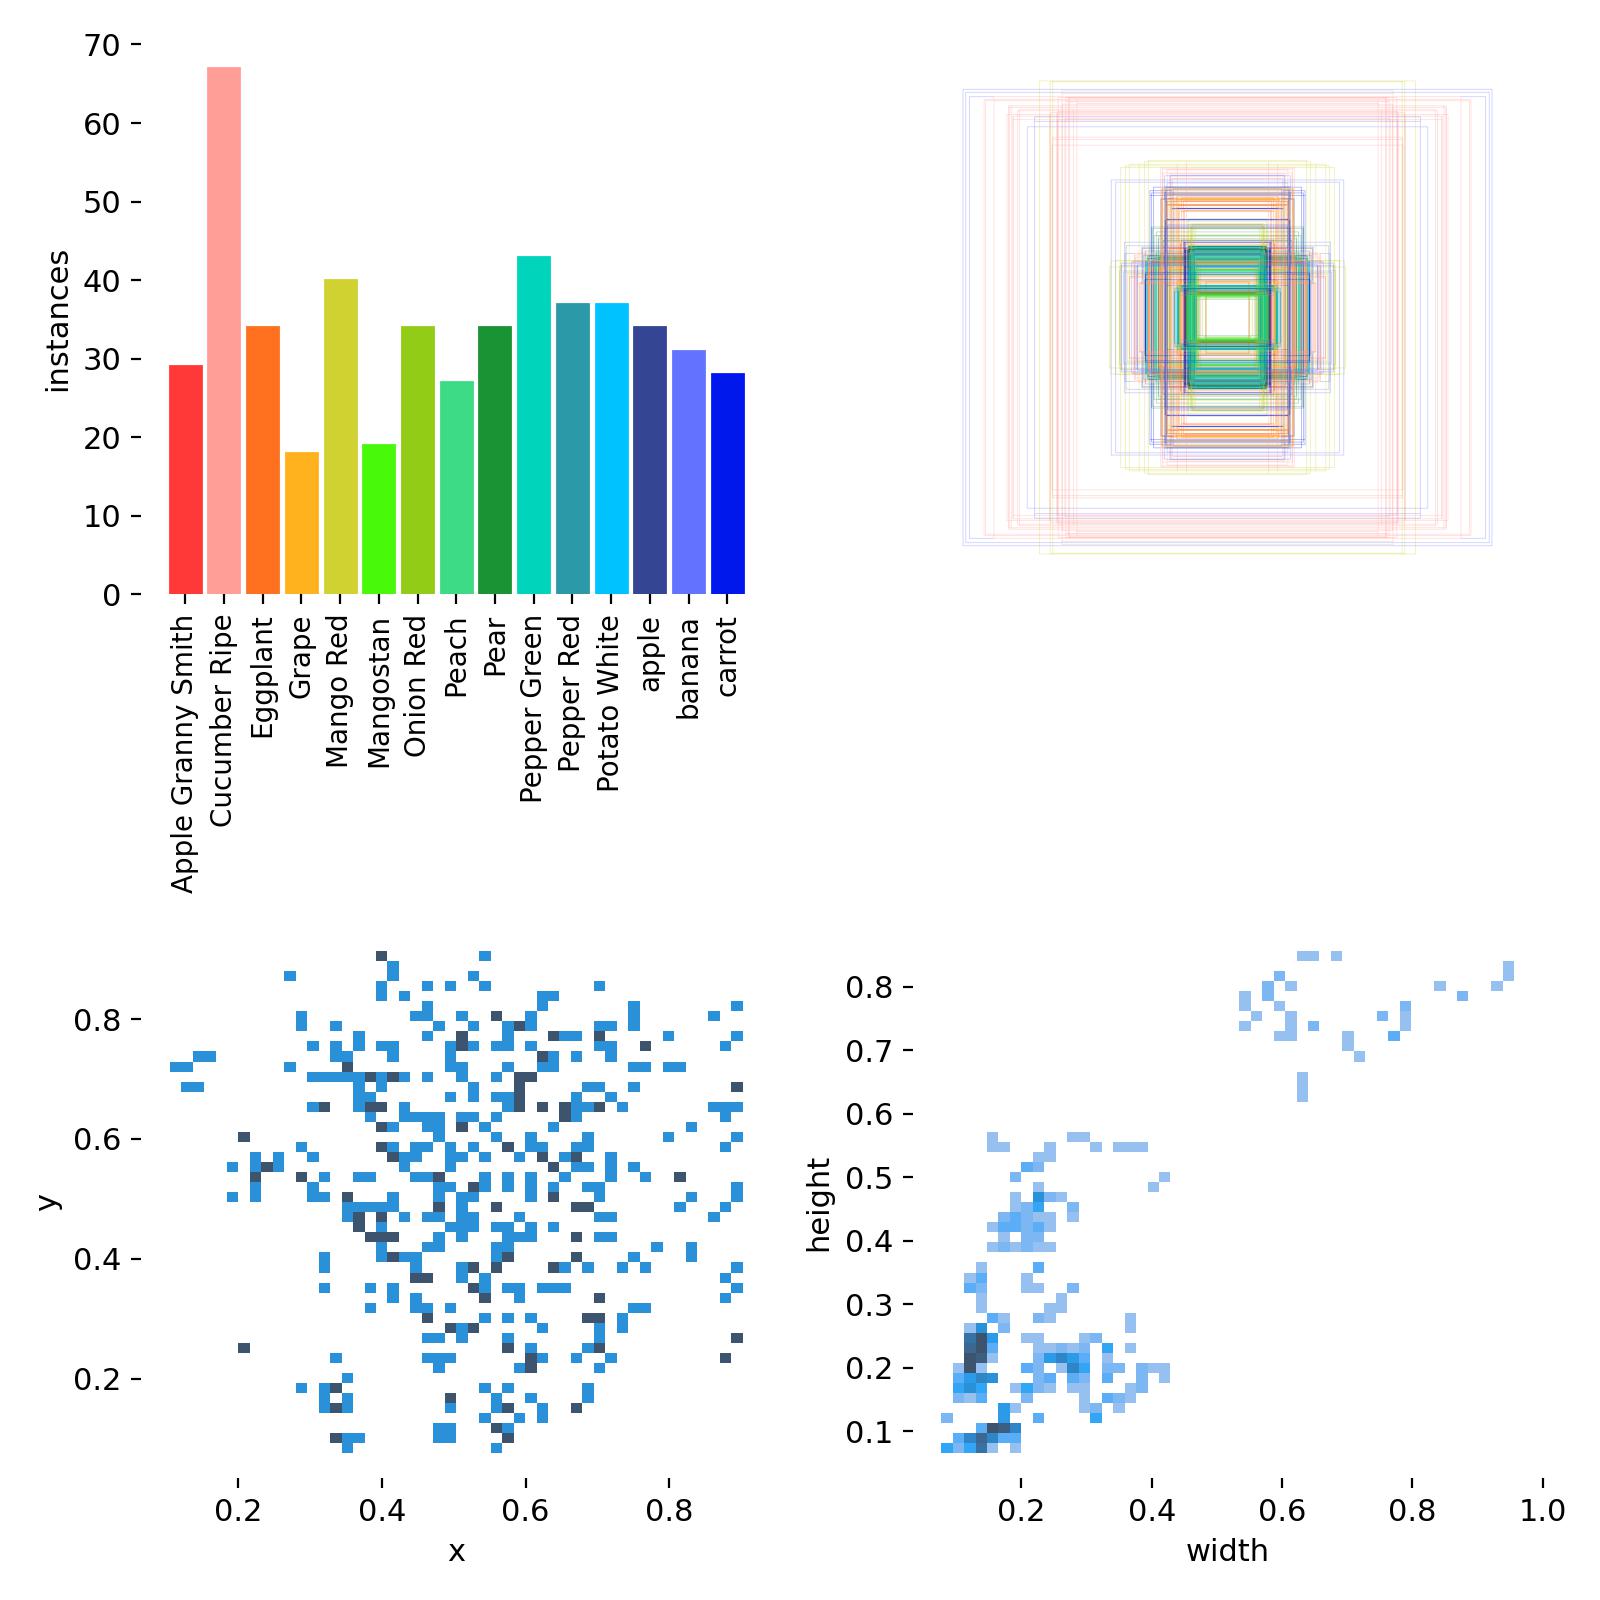 70
60
50
40
30
20
10
0
instances
Apple Granny Smith
Cucumber Ripe
Eggplant
Grape
Mango Red
Mangostan
Onion Red
Peach
Pear
Pepper Green
Pepper Red
Potato White
apple
banana
carrot
0.8
0.6
0.4
0.2
y
0.2 0.4 0.6 0.8
x
0.8
0.7
0.6
0.5
0.4
0.3
0.2
0.1
height
0.2 0.4 0.6 0.8 1.0
width